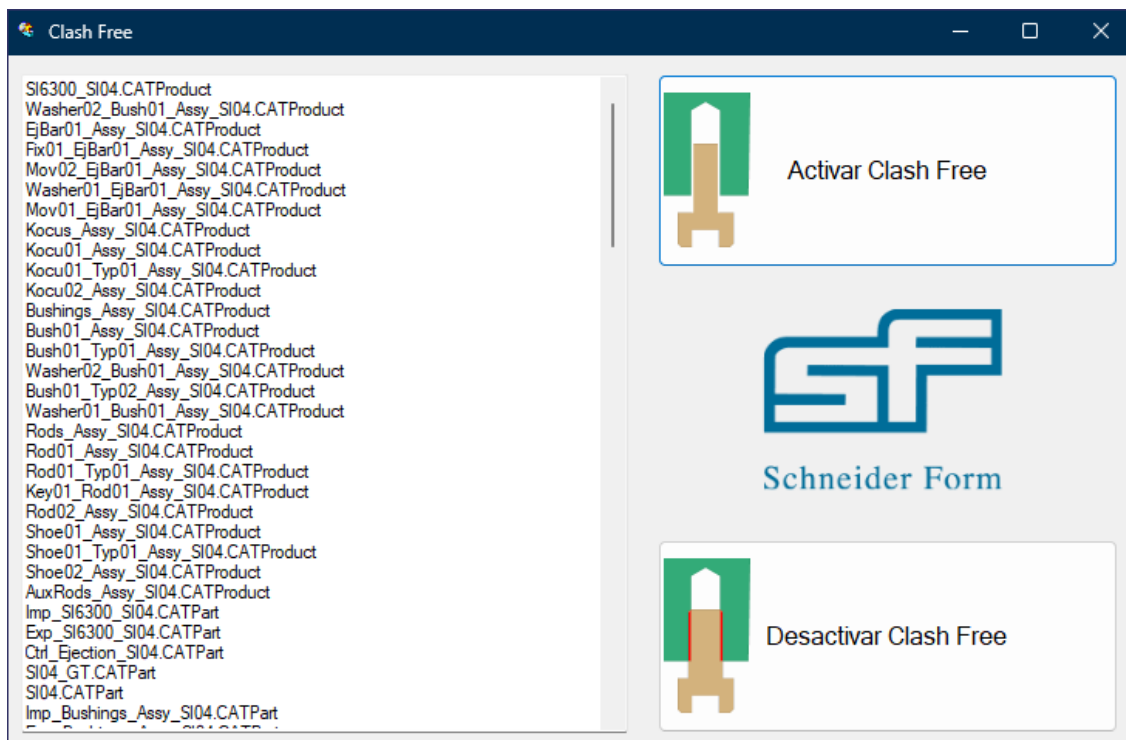 Clash Free
SI6300_SI04.CATProduct
Washer02_Bush01_Assy_SI04.CATProduct
EjBar01_Assy_SI04.CATProduct
Fix01_EjBar01_Assy_SI04.CATProduct
Mov02_EjBar01_Assy_SI04.CATProduct
Washer01_EjBar01_Assy_SI04.CATProduct
Mov01_EjBar01_Assy_SI04.CATProduct
Kocus_Assy_SI04.CATProduct
Kocu01_Assy_SI04.CATProduct
Kocu01_Typ01_Assy_SI04.CATProduct
Kocu02_Assy_SI04.CATProduct
Bushings_Assy_SI04.CATProduct
Bush01_Assy_SI04.CATProduct
Bush01_Typ01_Assy_SI04.CATProduct
Washer02_Bush01_Assy_SI04.CATProduct
Bush01_Typ02_Assy_SI04.CATProduct
Washer01_Bush01_Assy_SI04.CATProduct
Rods_Assy_SI04.CATProduct
Rod01_Assy_SI04.CATProduct
Rod01_Typ01_Assy_SI04.CATProduct
Key01_Rod01_Assy_SI04.CATProduct
Rod02_Assy_SI04.CATProduct
Shoe01_Assy_SI04.CATProduct
Shoe01_Typ01_Assy_SI04.CATProduct
Shoe02_Assy_SI04.CATProduct
AuxRods_Assy_SI04.CATProduct
Imp_SI6300_SI04.CATPart
Exp_SI6300_SI04.CATPart
Ctrl_Ejection_SI04.CATPart
SI04_GT.CATPart
SI04.CATPart
Imp_Bushings_Assy_SI04.CATPart
Activar Clash Free
sf
Schneider Form
Desactivar Clash Free